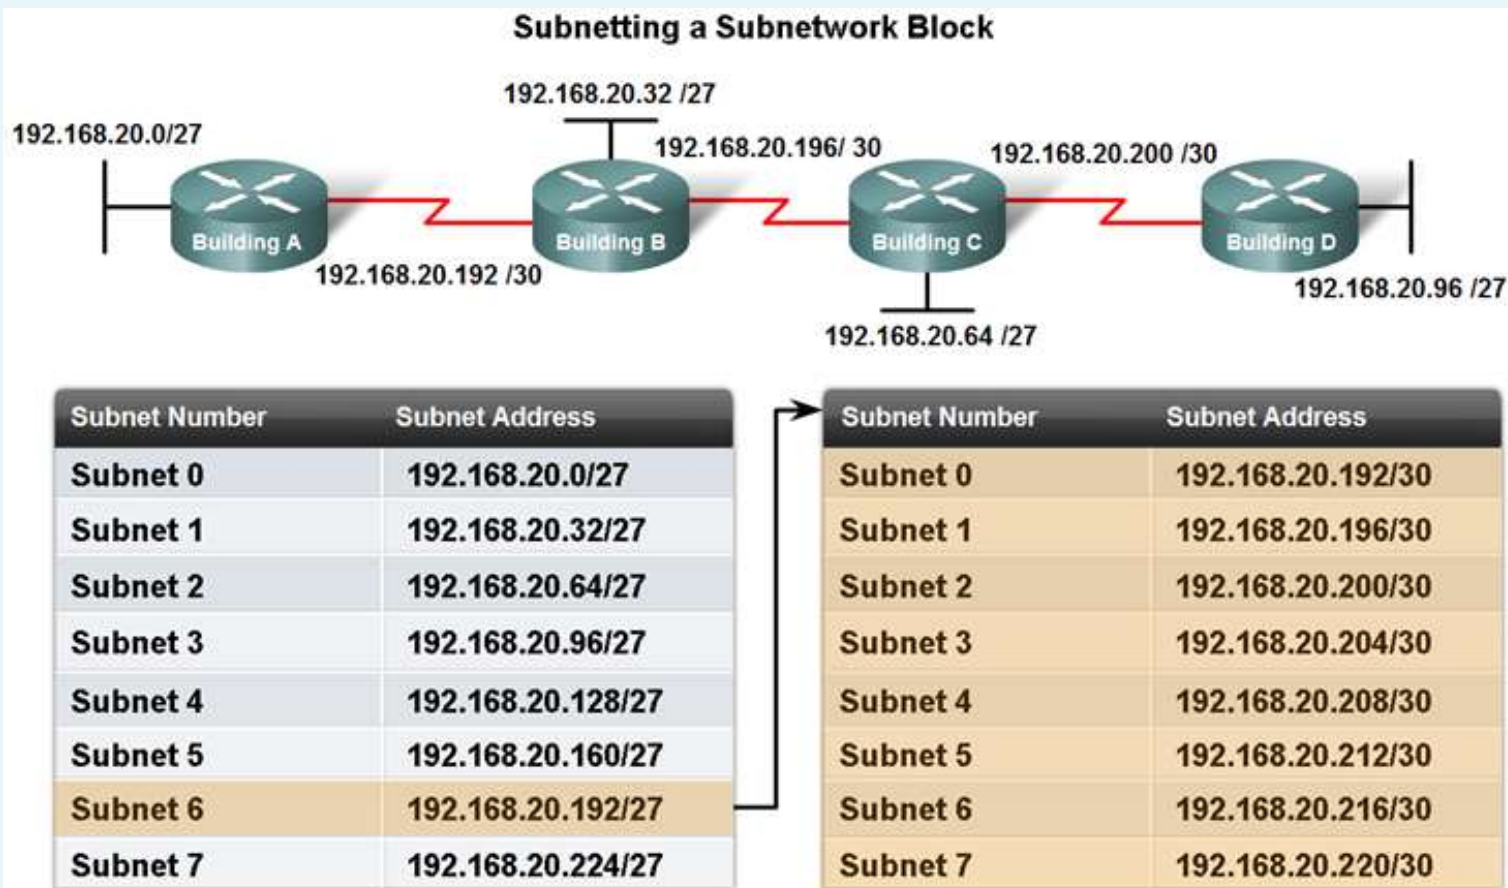 Subnetting a Subnetwork Block
192.168.20.32 /27
192.168.20.0/27
192.168.20.196/ 30
192.168.20.200 /30
Building A
Building B
Building C
Building D
192.168.20.192 /30
192.168.20.96 /27
192.168.20.64 /27
Subnet Number Subnet Address
Subnet 0 192.168.20.0/27
Subnet 1 192.168.20.32/27
Subnet 2 192.168.20.64/27
Subnet 3 192.168.20.96/27
Subnet 4 192.168.20.128/27
Subnet 5 192.168.20.160/27
Subnet 6 192.168.20.192/27
Subnet 7 192.168.20.224/27
Subnet Number Subnet Address
Subnet 0 192.168.20.192/30
Subnet 1 192.168.20.196/30
Subnet 2 192.168.20.200/30
Subnet 3 192.168.20.204/30
Subnet 4 192.168.20.208/30
Subnet 5 192.168.20.212/30
Subnet 6 192.168.20.216/30
Subnet 7 192.168.20.220/30